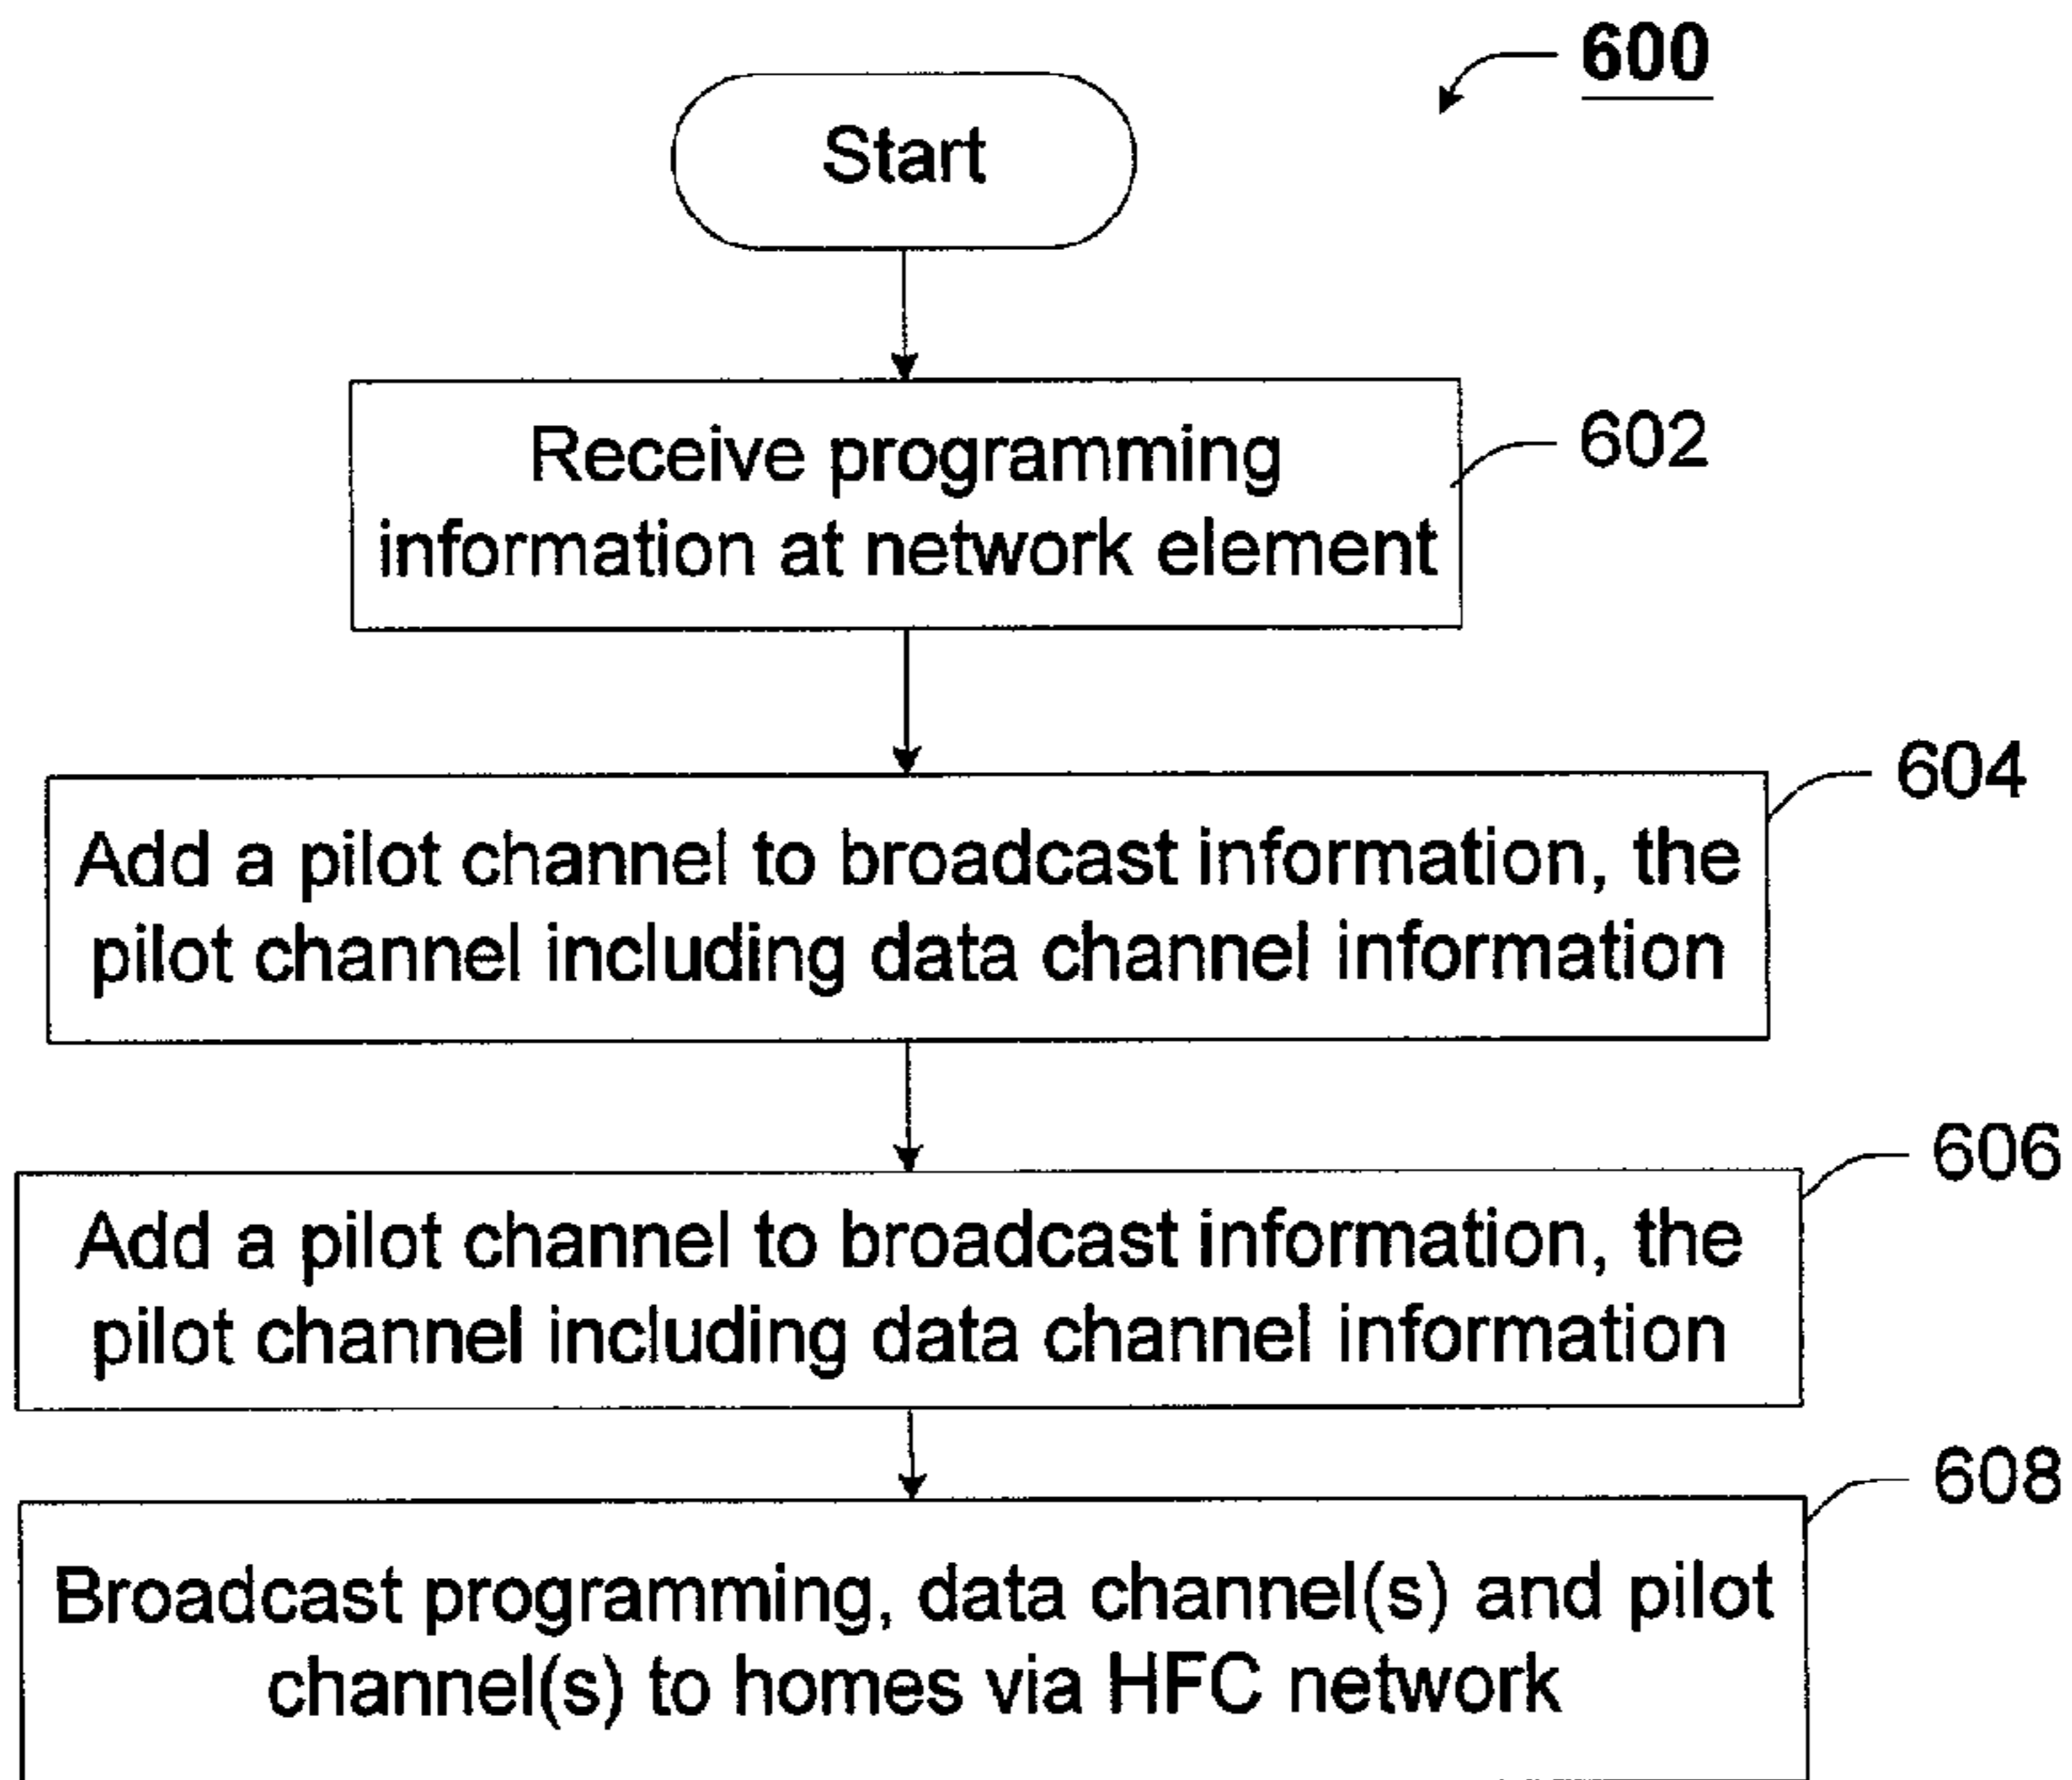 600
Start
Receive programming
information at network element
602
604
Add a pilot channel to broadcast information, the
pilot channel including data channel information
606
Add a pilot channel to broadcast information, the
pilot channel including data channel information
608
Broadcast programming, data channel(s) and pilot
channel(s) to homes via HFC network